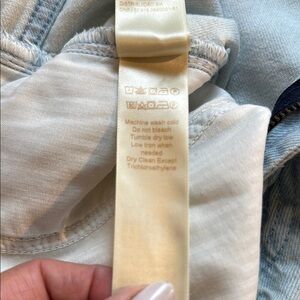 Machine wash cold
Do not bleach
Tumble dry low
Low iron when
needed
Dry Clean Except
Trichloroethylene